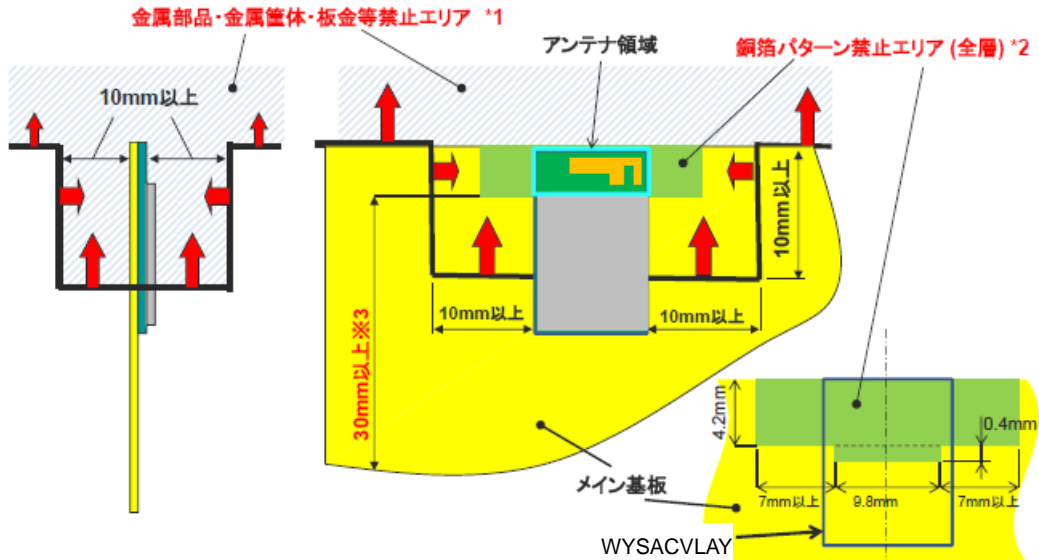 金属部品・金属筐体・板金等禁止エリア *1
アンテナ領域
銅箔パターン禁止エリア (全層) *2
10mm以上
10mm以上
10mm以上
10mm以上
30mm以上※3
4.2mm
0.4mm
7mm以上
9.8mm
7mm以上
メイン基板
WYSACVLAY